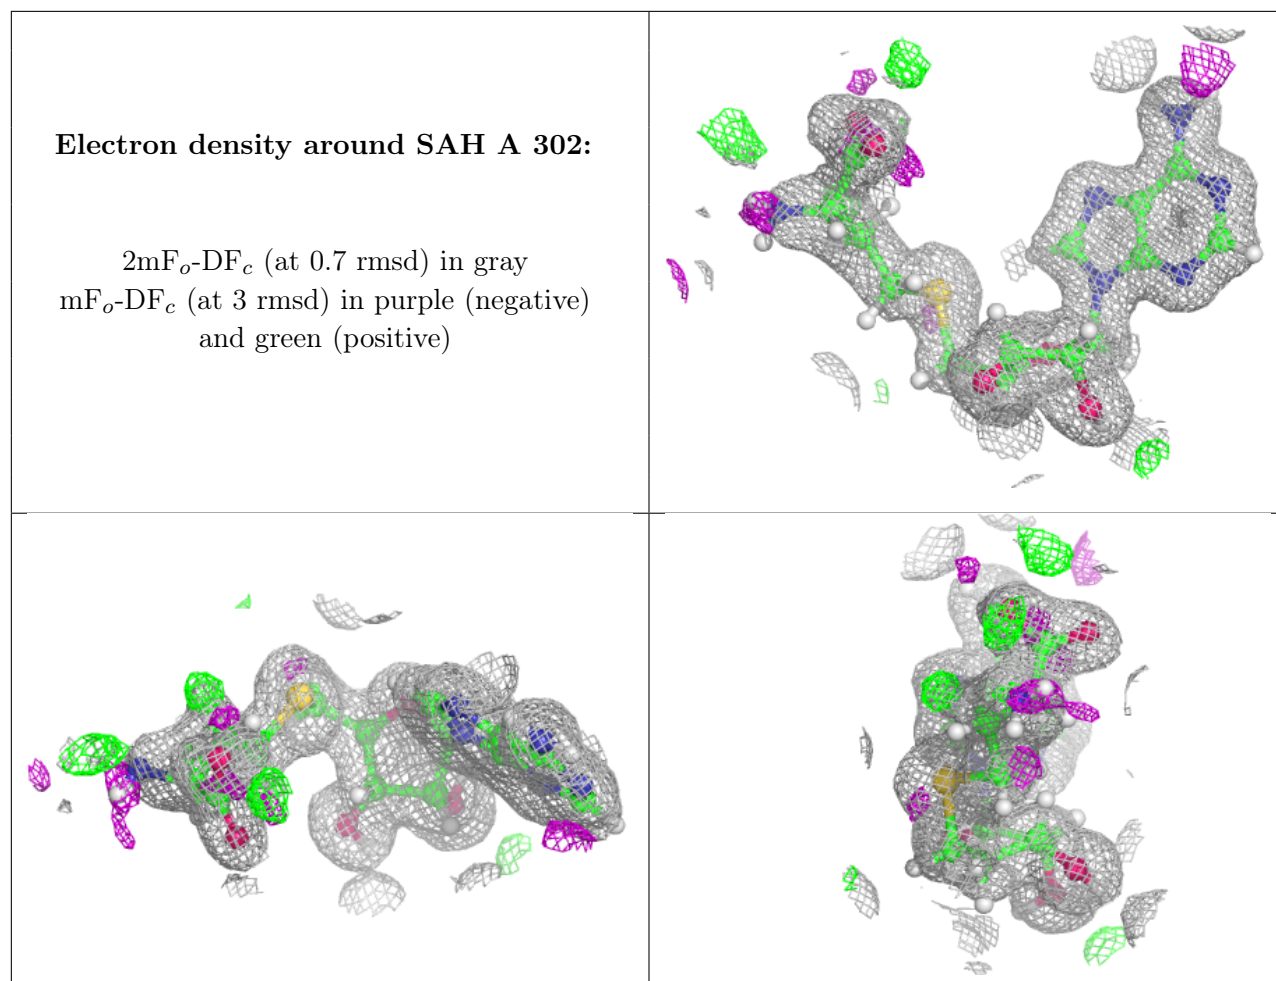 Electron density around SAH A 302:
2mFo-DFc (at 0.7 rmsd) in gray
mFo-DFc (at 3 rmsd) in purple (negative)
and green (positive)